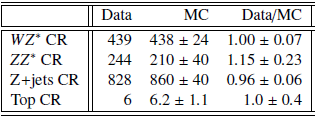 Data MC Data/MC
WZ* CR 439 438 ± 24 1.00 ± 0.07
ZZ* CR 244 210 ± 40 1.15 ± 0.23
Z+jets CR 828 860 ± 40 0.96 ± 0.06
Top CR 6 6.2 ± 1.1 1.0 ± 0.4